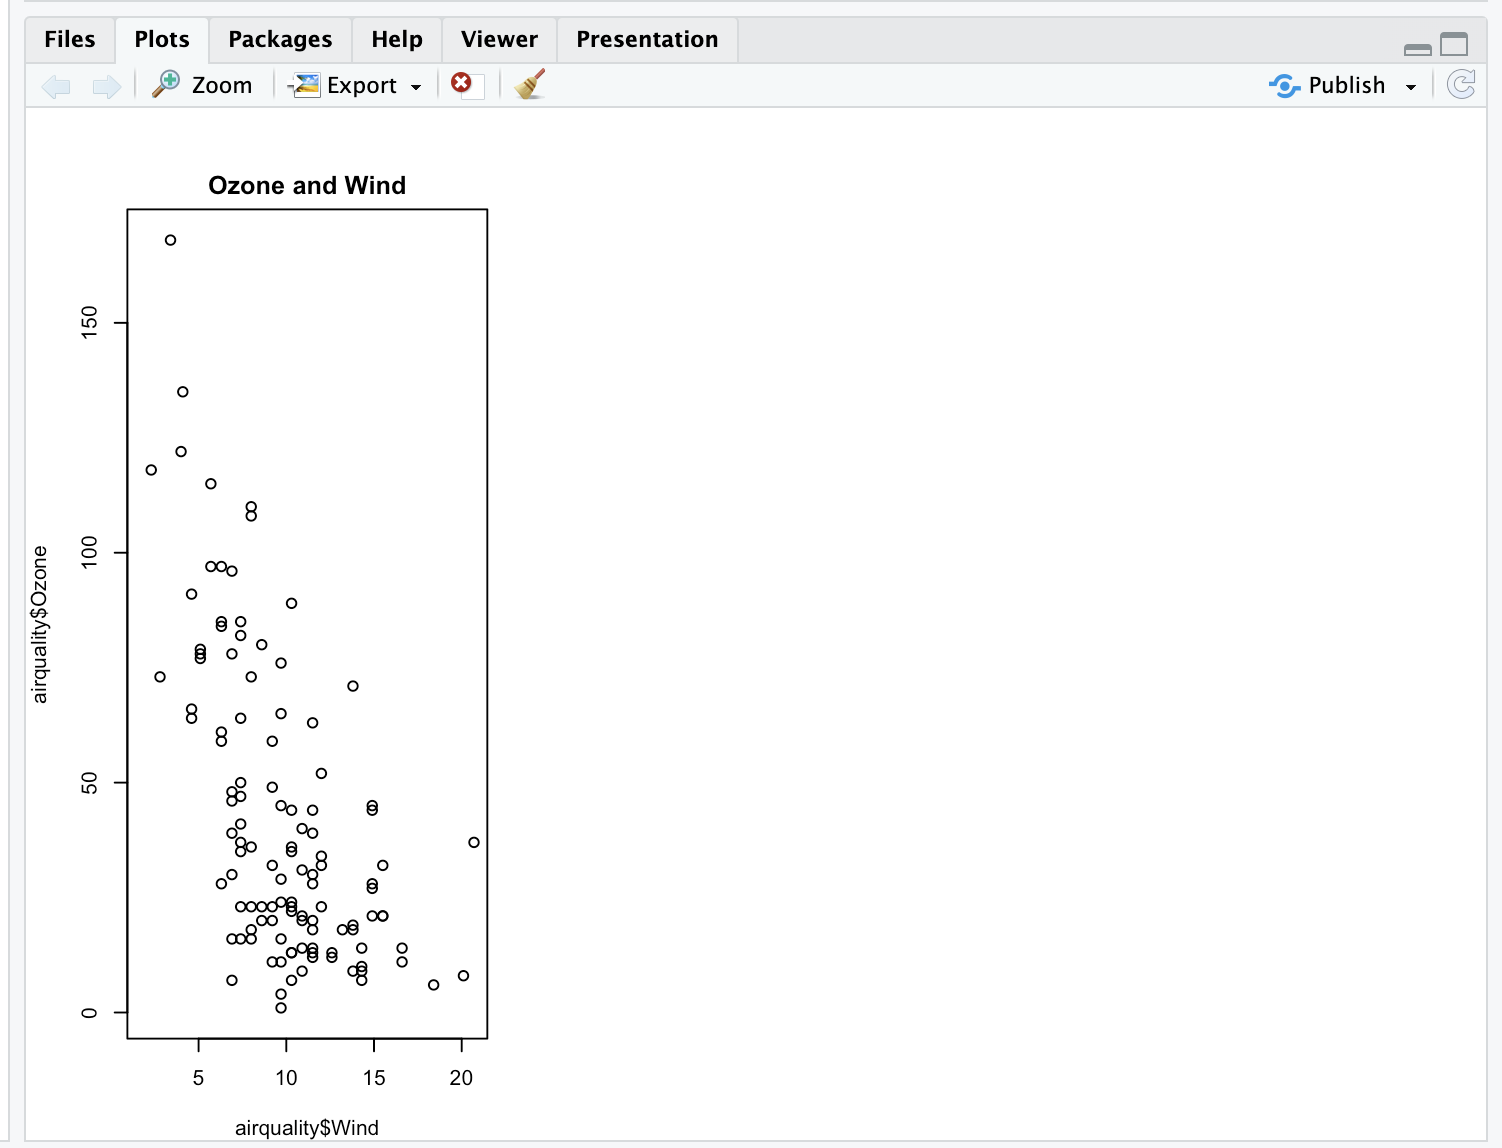 Files Plots Packages Help Viewer Presentation
Zoom Export Publish
Ozone and Wind
150
100
50
0
airquality$Ozone
5 10 15 20
airquality$Wind